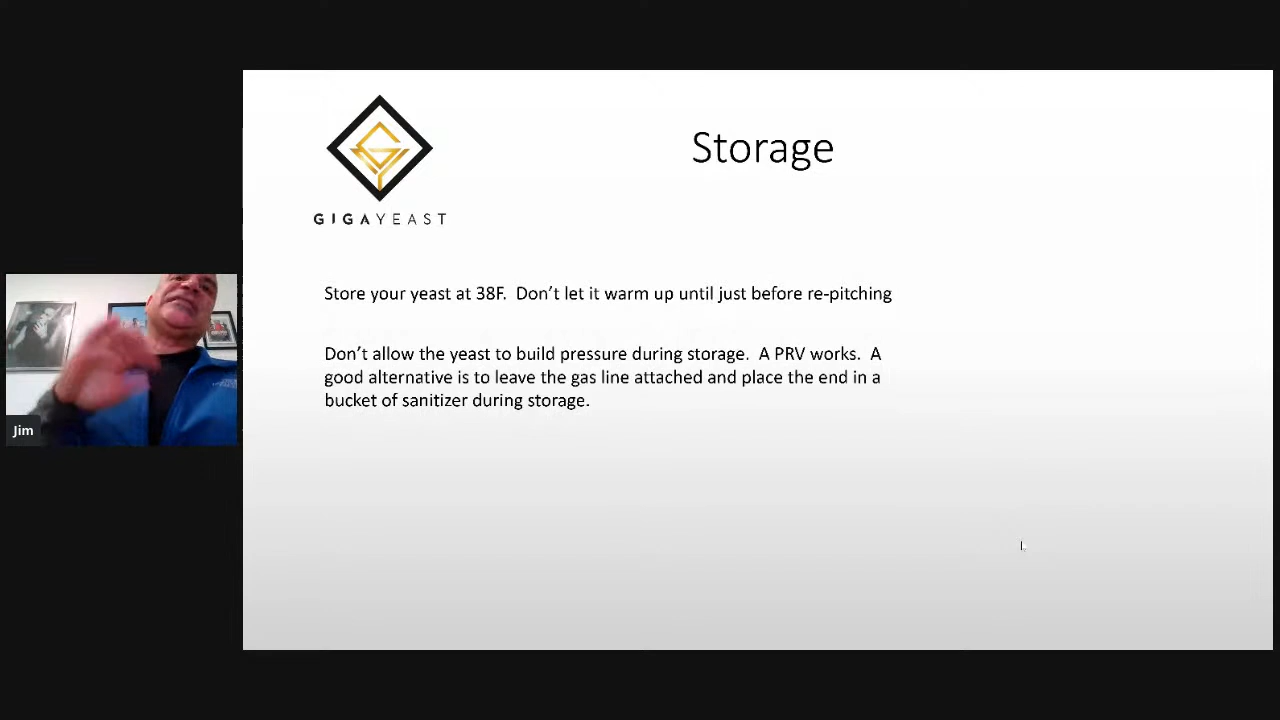 GIGAYEAST
Storage
Store your yeast at 38F.  Don’t let it warm up until just before re-pitching
Don’t allow the yeast to build pressure during storage.  A PRV works.  A
good alternative is to leave the gas line attached and place the end in a
bucket of sanitizer during storage.
Jim